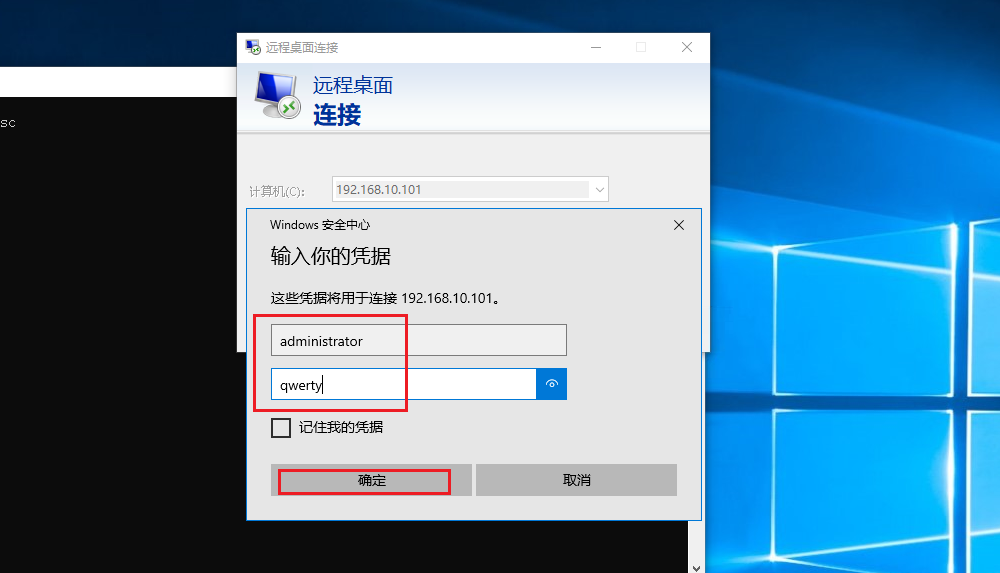 远程桌面连接
远程桌面
连接
sc
计算机(C):
192.168.10.101
Windows 安全中心
输入你的凭据
这些凭据将用于连接 192.168.10.101。
administrator
qwerty
记住我的凭据
确定
取消